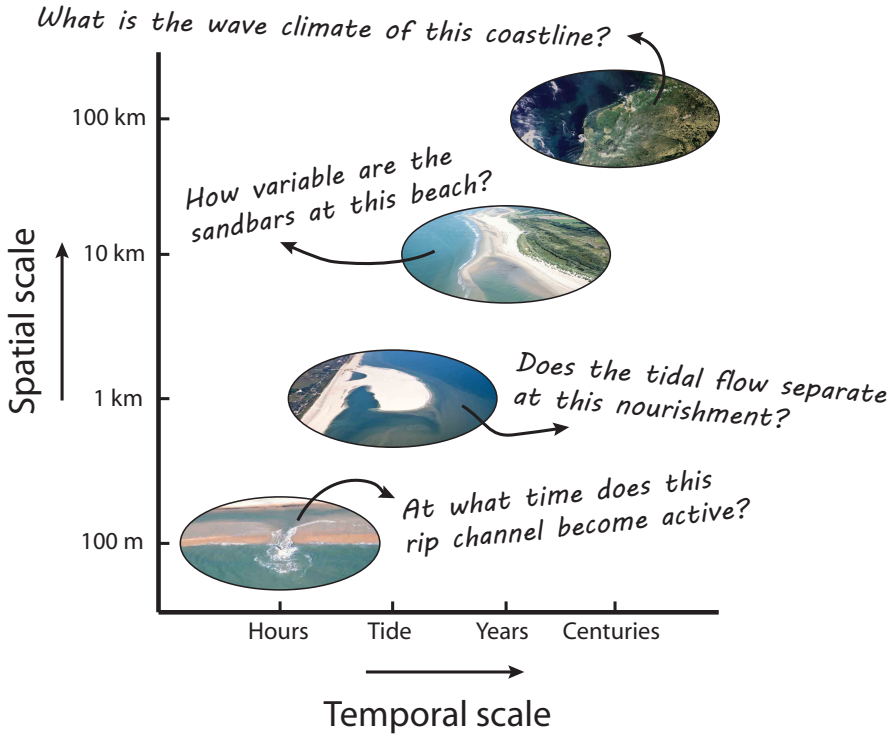 What is the wave climate of this coastline?
100 km
How variable are the
sandbars at this beach?
10 km
Spatial scale
1 km
Does the tidal flow separate
at this nourishment?
At what time does this
rip channel become active?
100 m
Hours Tide Years Centuries
Temporal scale